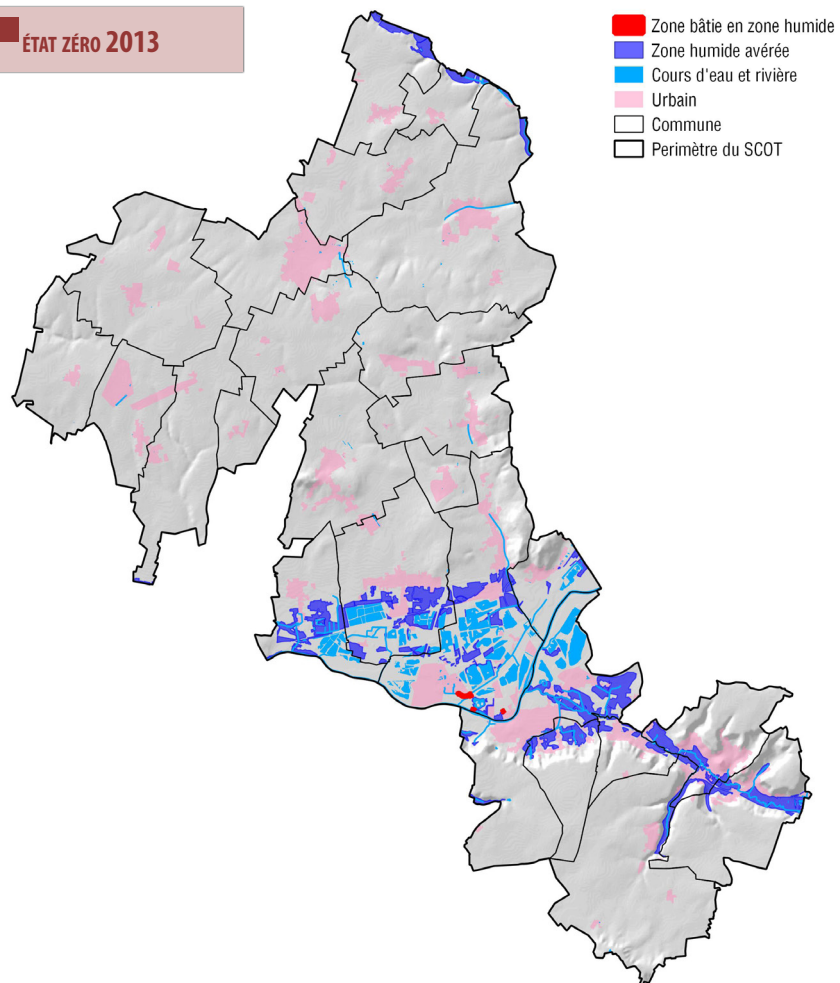 ÉTAT ZÉRO 2013
Zone bâtie en zone humide
Zone humide avérée
Cours d'eau et rivière
Urbain
Commune
Perimètre du SCOT